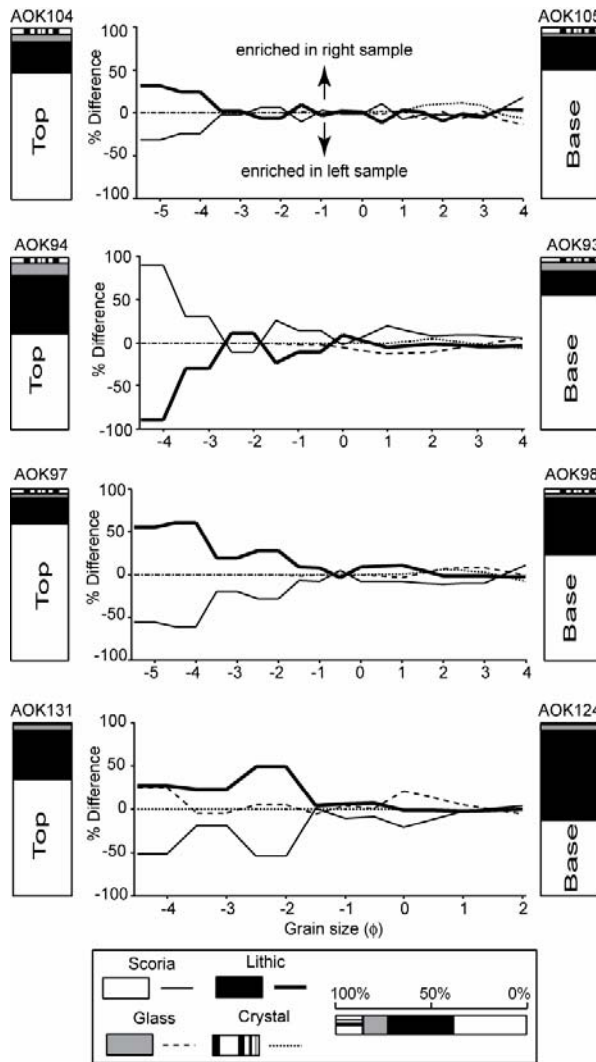 AOK104
AOK105
% Difference
100
50
0
-50
-100
enriched in right sample
enriched in left sample
Top
Base
-5 -4 -3 -2 -1 0 1 2 3 4
AOK94
AOK93
% Difference
100
50
0
-50
-100
Top
Base
-4 -3 -2 -1 0 1 2 3 4
AOK97
AOK98
% Difference
100
50
0
-50
-100
Top
Base
-5 -4 -3 -2 -1 0 1 2 3 4
AOK131
AOK124
% Difference
100
50
0
-50
-100
Top
Base
-4 -3 -2 -1 0 1 2
Grain size (ϕ)
Scoria Lithic
Glass Crystal
100% 50% 0%